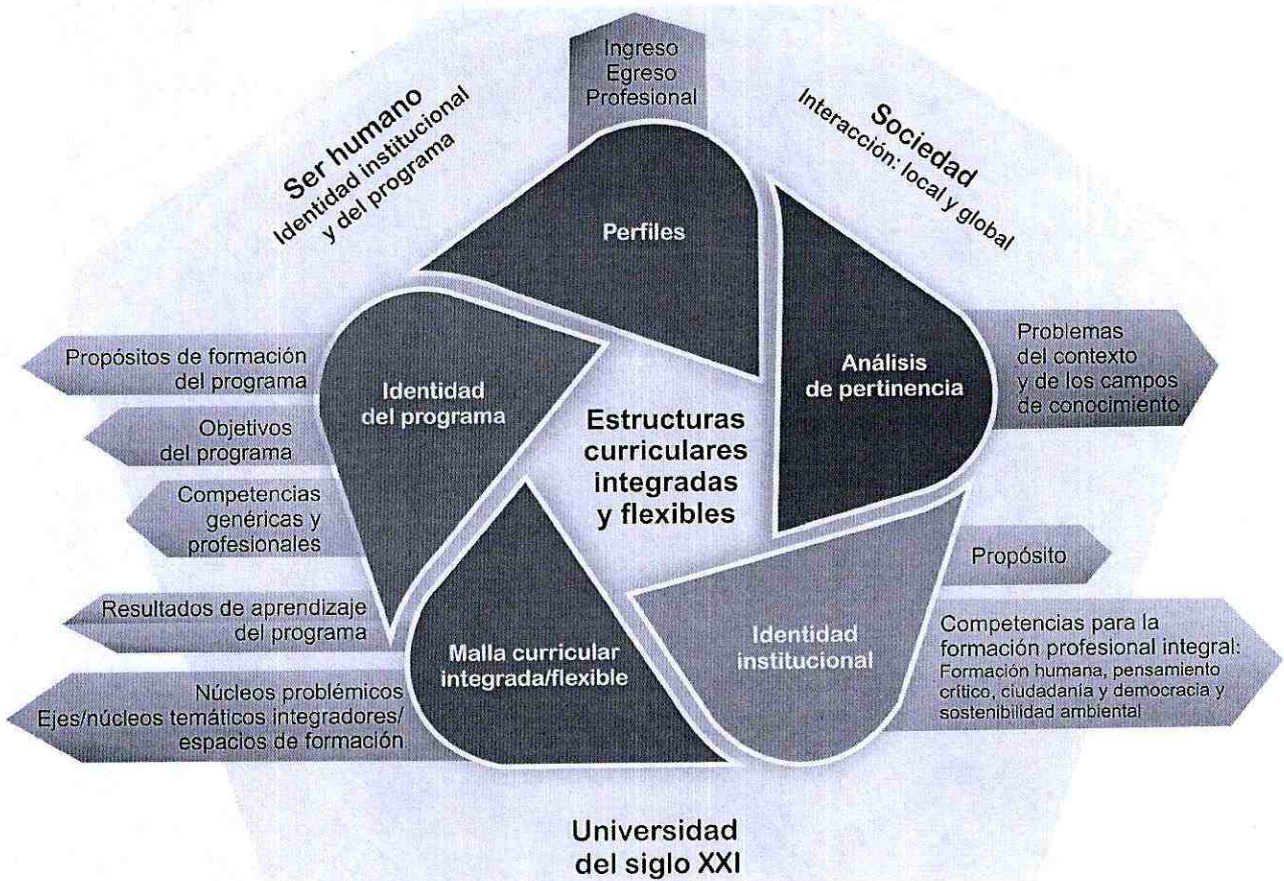 Ingreso
Egreso
Profesional
Ser humano
Identidad institucional
y del programa
Sociedad
Interacción: local y global
Perfiles
Propósitos de formación
del programa
Objetivos
del programa
Competencias
genéricas y
profesionales
Identidad
del programa
Estructuras
curriculares
integradas
y flexibles
Análisis
de pertinencia
Problemas
del contexto
y de los campos
de conocimiento
Resultados de aprendizaje
del programa
Núcleos problémicos
Ejes/núcleos temáticos integradores/
espacios de formación
Malla curricular
integrada/flexible
Identidad
institucional
Propósito
Competencias para la
formación profesional integral:
Formación humana, pensamiento
crítico, ciudadanía y democracia y
sostenibilidad ambiental
Universidad
del siglo XXI